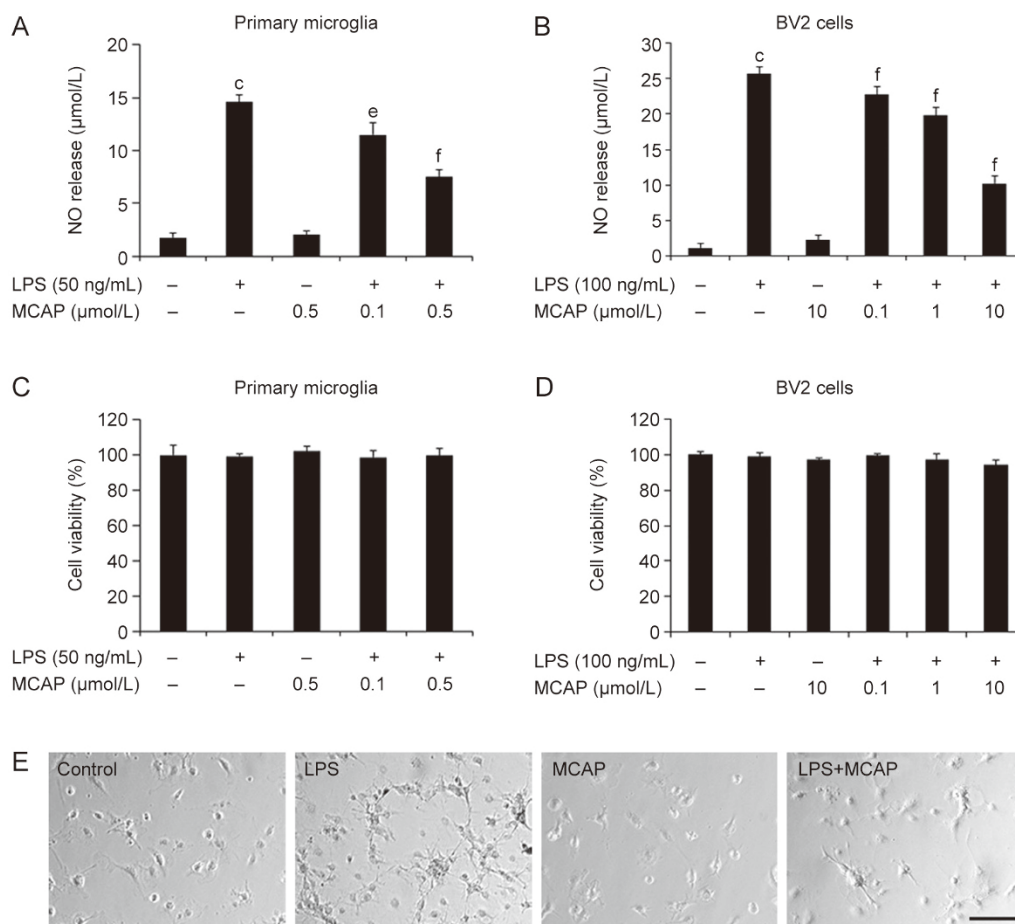 A
Primary microglia
20
15
10
5
0
NO release (µmol/L)
c
e
f
LPS (50 ng/mL) – + – + +
MCAP (µmol/L) – – 0.5 0.1 0.5
B
BV2 cells
30
25
20
15
10
5
0
NO release (µmol/L)
c
f
f
f
LPS (100 ng/mL) – + – + + +
MCAP (µmol/L) – – 10 0.1 1 10
C
Primary microglia
120
100
80
60
40
20
0
Cell viability (%)
LPS (50 ng/mL) – + – + +
MCAP (µmol/L) – – 0.5 0.1 0.5
D
BV2 cells
120
100
80
60
40
20
0
Cell viability (%)
LPS (100 ng/mL) – + – + + +
MCAP (µmol/L) – – 10 0.1 1 10
E
Control
LPS
MCAP
LPS+MCAP